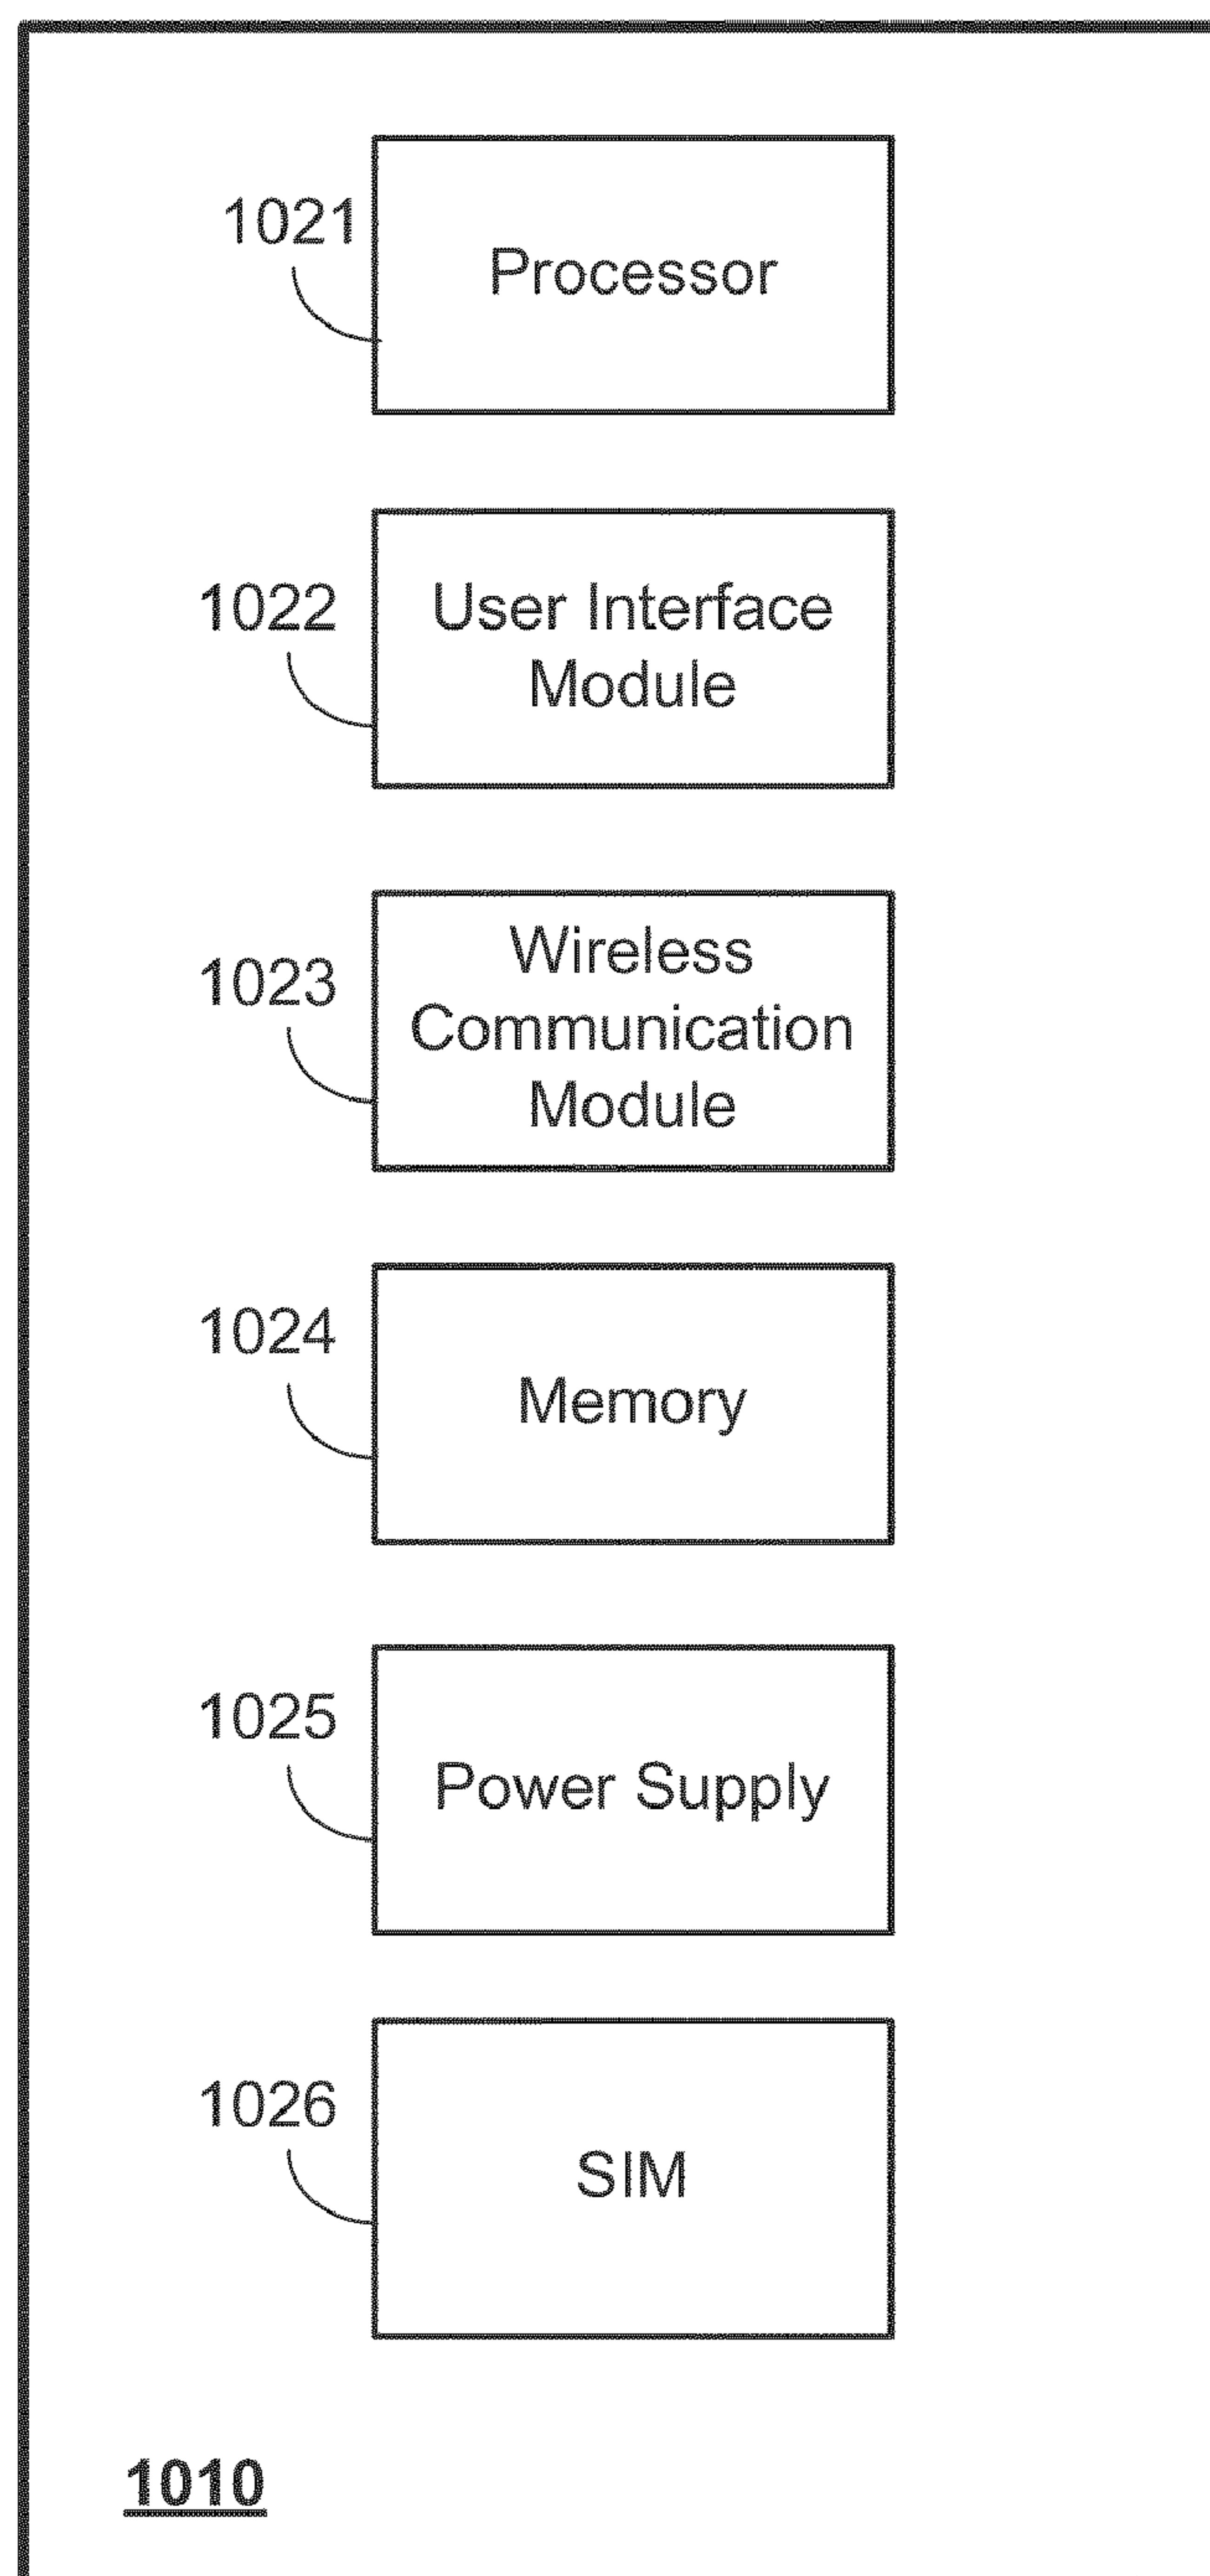 1021
Processor
1022
User Interface
Module
1023
Wireless
Communication
Module
1024
Memory
1025
Power Supply
1026
SIM
1010